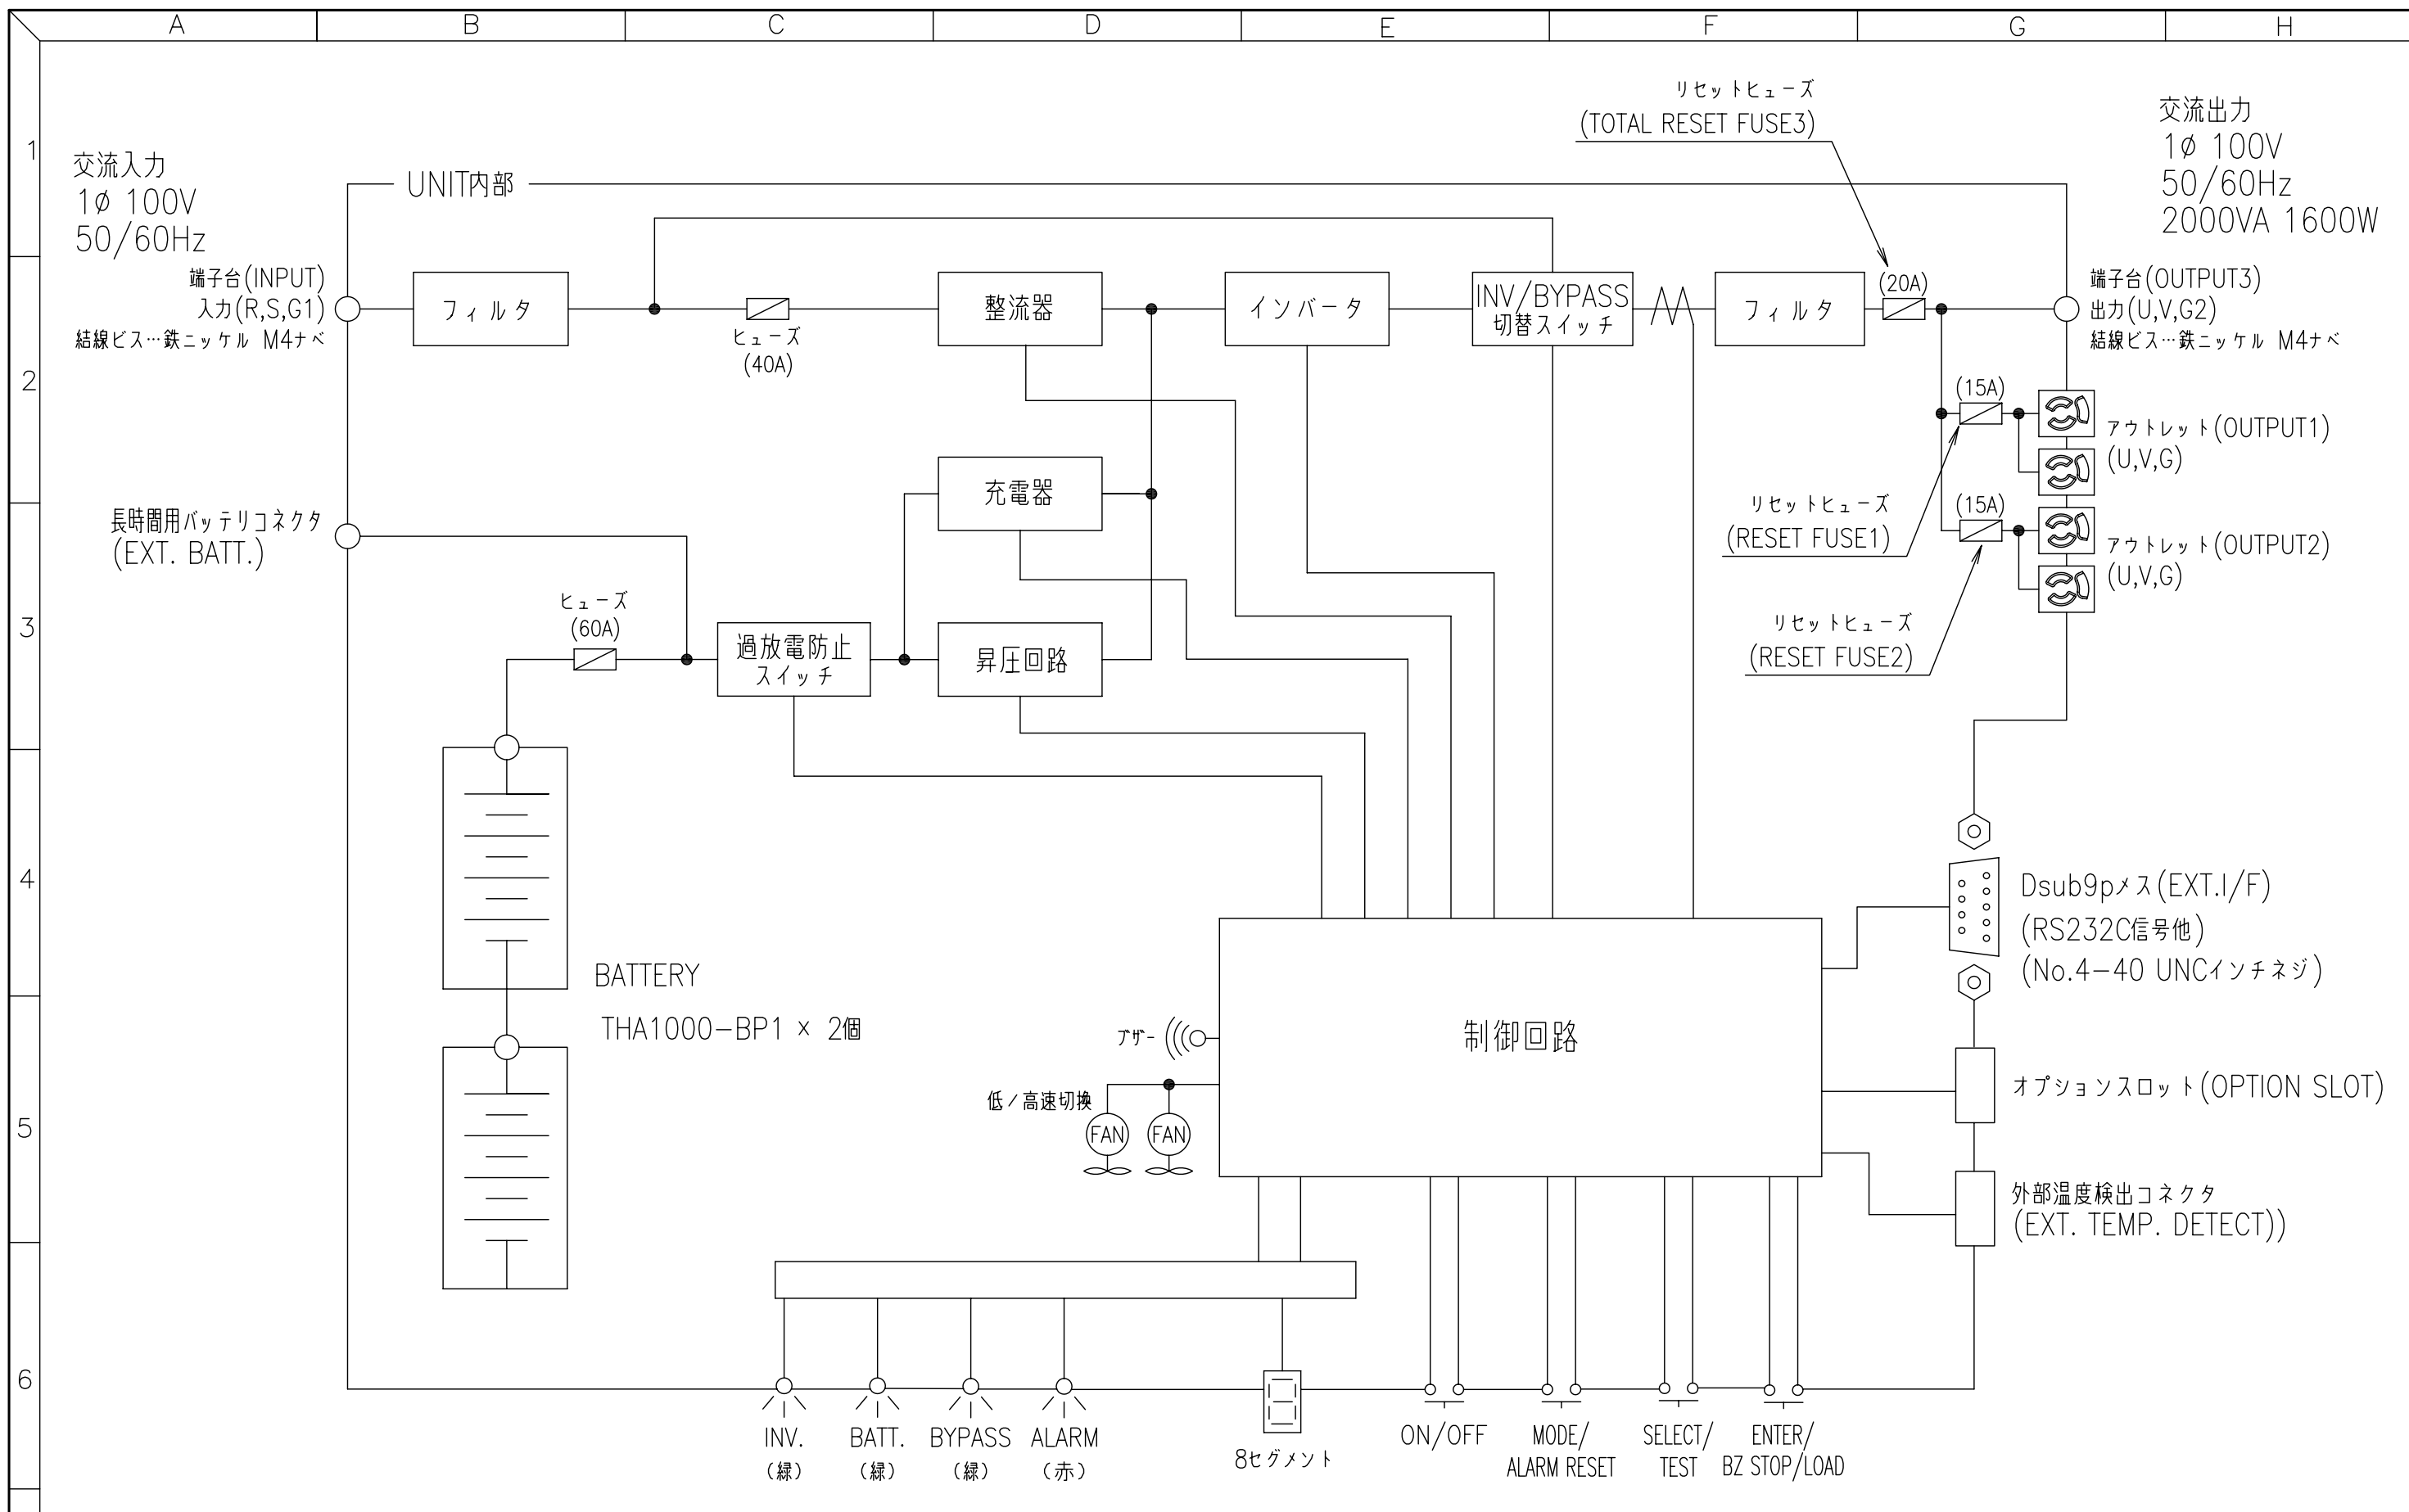 A B C D E F G H
1
2
3
4
5
6
交流入力
1ø 100V
50/60Hz
端子台(INPUT)
入力(R,S,G1)
結線ビス…鉄ニッケル M4ナベ
UNIT内部
フィルタ
ヒューズ
(40A)
整流器
インバータ
INV/BYPASS
切替スイッチ
フィルタ
リセットヒューズ
(TOTAL RESET FUSE3)
(20A)
交流出力
1ø 100V
50/60Hz
2000VA 1600W
端子台(OUTPUT3)
出力(U,V,G2)
結線ビス…鉄ニッケル M4ナベ
(15A)
アウトレット(OUTPUT1)
(U,V,G)
リセットヒューズ
(RESET FUSE1)
(15A)
アウトレット(OUTPUT2)
(U,V,G)
リセットヒューズ
(RESET FUSE2)
長時間用バッテリコネクタ
(EXT. BATT.)
充電器
ヒューズ
(60A)
過放電防止
スイッチ
昇圧回路
BATTERY
THA1000-BP1 × 2個
Dsub9pメス(EXT.I/F)
(RS232C信号他)
(No.4-40 UNCインチネジ)
ブザー
制御回路
低/高速切換
FAN FAN
オプションスロット(OPTION SLOT)
外部温度検出コネクタ
(EXT. TEMP. DETECT))
INV.
(緑)
BATT.
(緑)
BYPASS
(緑)
ALARM
(赤)
8セグメント
ON/OFF
MODE/
ALARM RESET
SELECT/
TEST
ENTER/
BZ STOP/LOAD